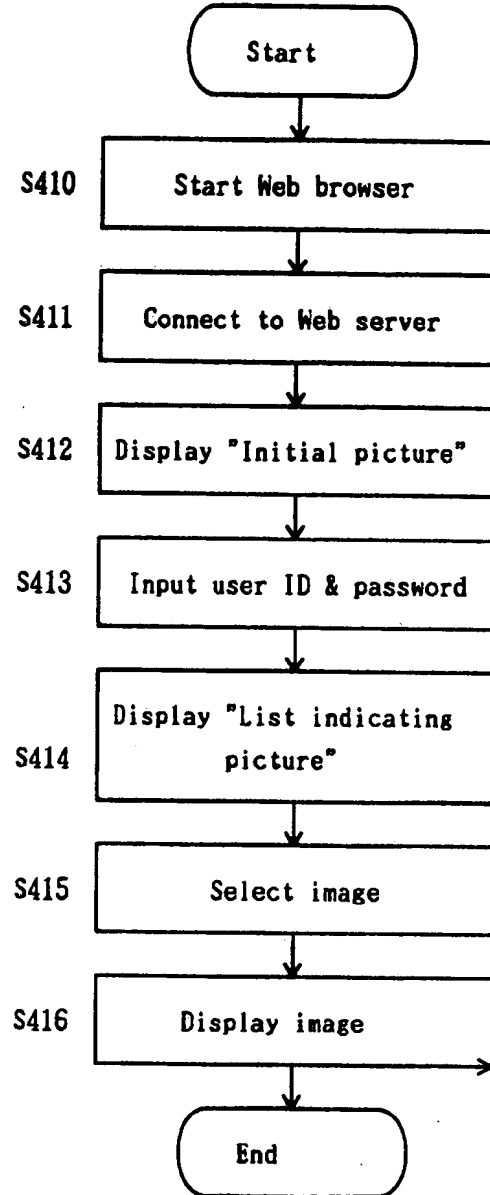 Start
S410 Start Web browser
S411 Connect to Web server
S412 Display "Initial picture"
S413 Input user ID & password
Display "List indicating
S414 picture"
S415 Select image
S416 Display image
End